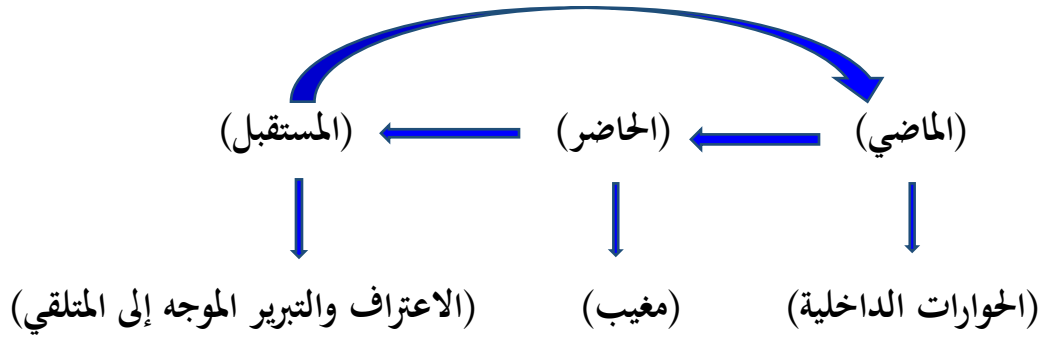 (الماضي) (الحاضر) (المستقبل)
(الحوارات الداخلية) (مغيب) (الاعتراف والتبرير الموجه إلى المتلقي)